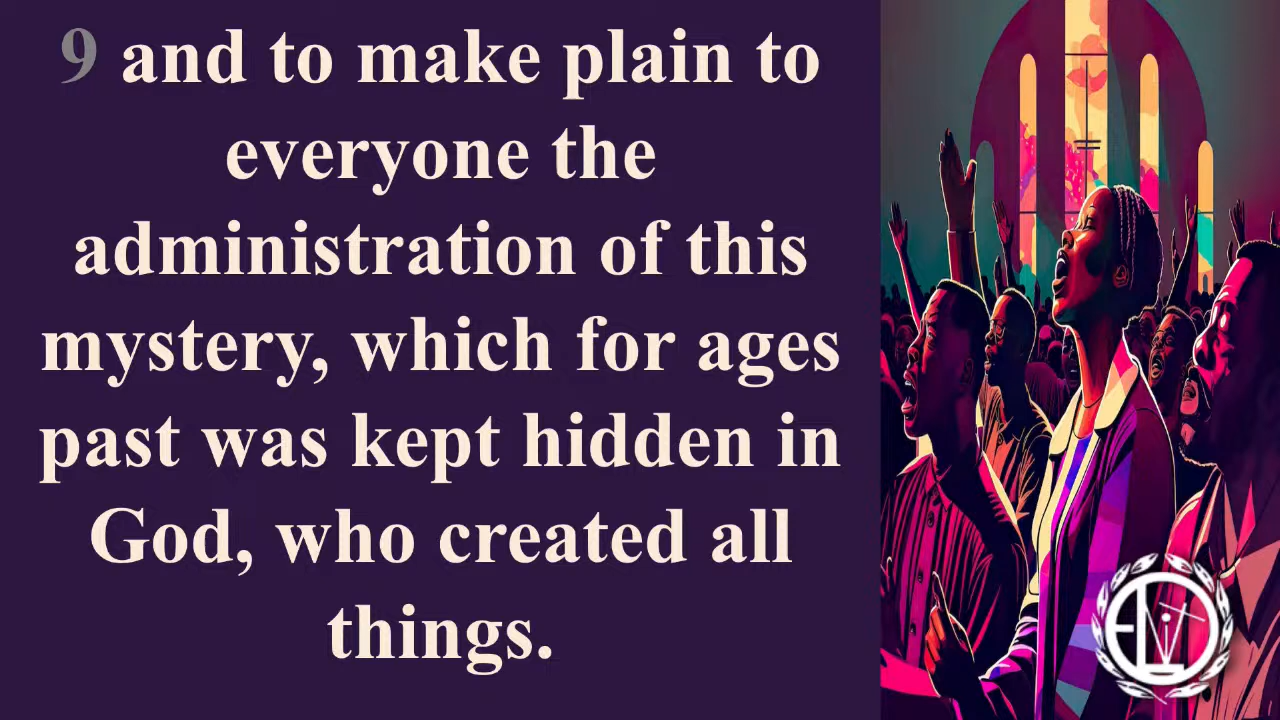 9 and to make plain to
everyone the
administration of this
mystery, which for ages
past was kept hidden in
God, who created all
things.